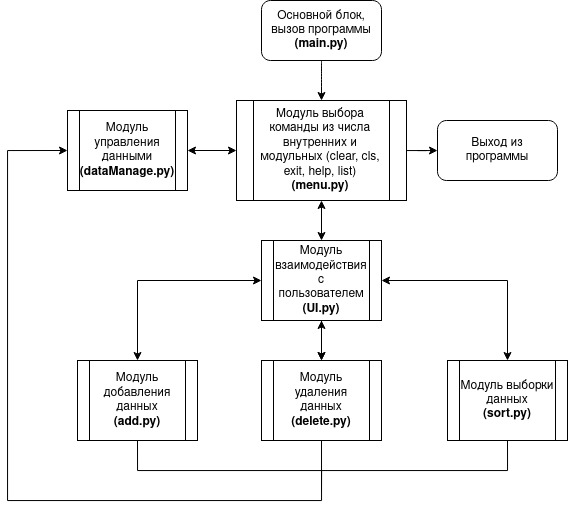 Основной блок,
вызов программы
(main.py)
Модуль
управления
данными
(dataManage.py)
Модуль выбора
команды из числа
внутренних и
модульных (clear, cls,
exit, help, list)
(menu.py)
Выход из
программы
Модуль
взаимодействия
с
пользователем
(UI.py)
Модуль
добавления
данных
(add.py)
Модуль
удаления
данных
(delete.py)
Модуль выборки
данных
(sort.py)